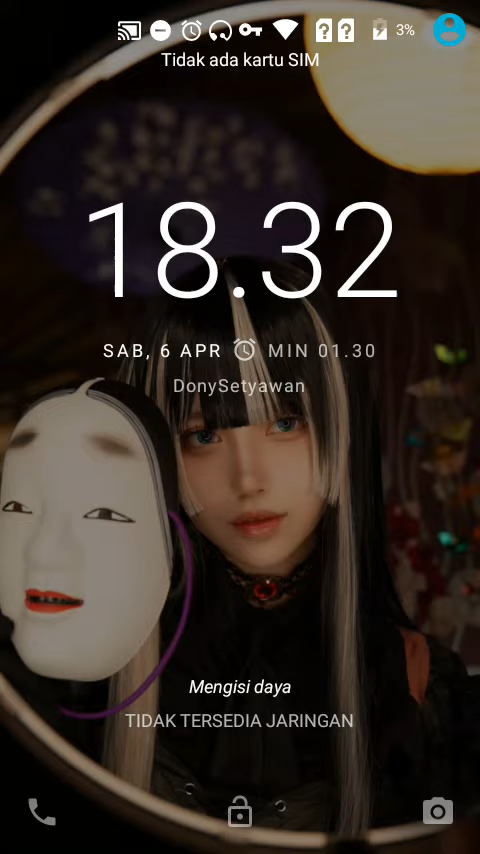 3%
Tidak ada kartu SIM
18.32
SAB, 6 APR MIN 01.30
DonySetyawan
Mengisi daya
TIDAK TERSEDIA JARINGAN